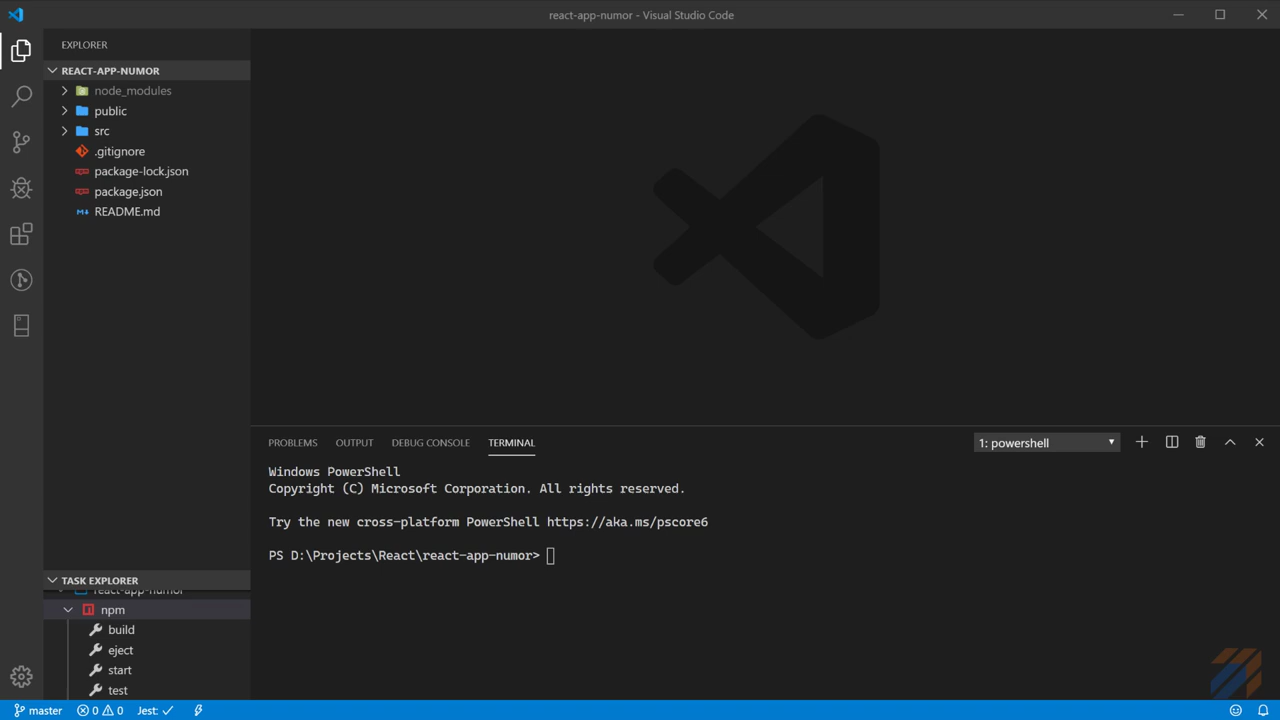 react-app-numor - Visual Studio Code
EXPLORER
REACT-APP-NUMOR
node_modules
public
src
.gitignore
package-lock.json
package.json
README.md
PROBLEMS OUTPUT DEBUG CONSOLE TERMINAL 1: powershell
Windows PowerShell
Copyright (C) Microsoft Corporation. All rights reserved.
Try the new cross-platform PowerShell https://aka.ms/pscore6
PS D:\Projects\React\react-app-numor>
TASK EXPLORER
react-app-numor
npm
build
eject
start
test
master 0 0 Jest: